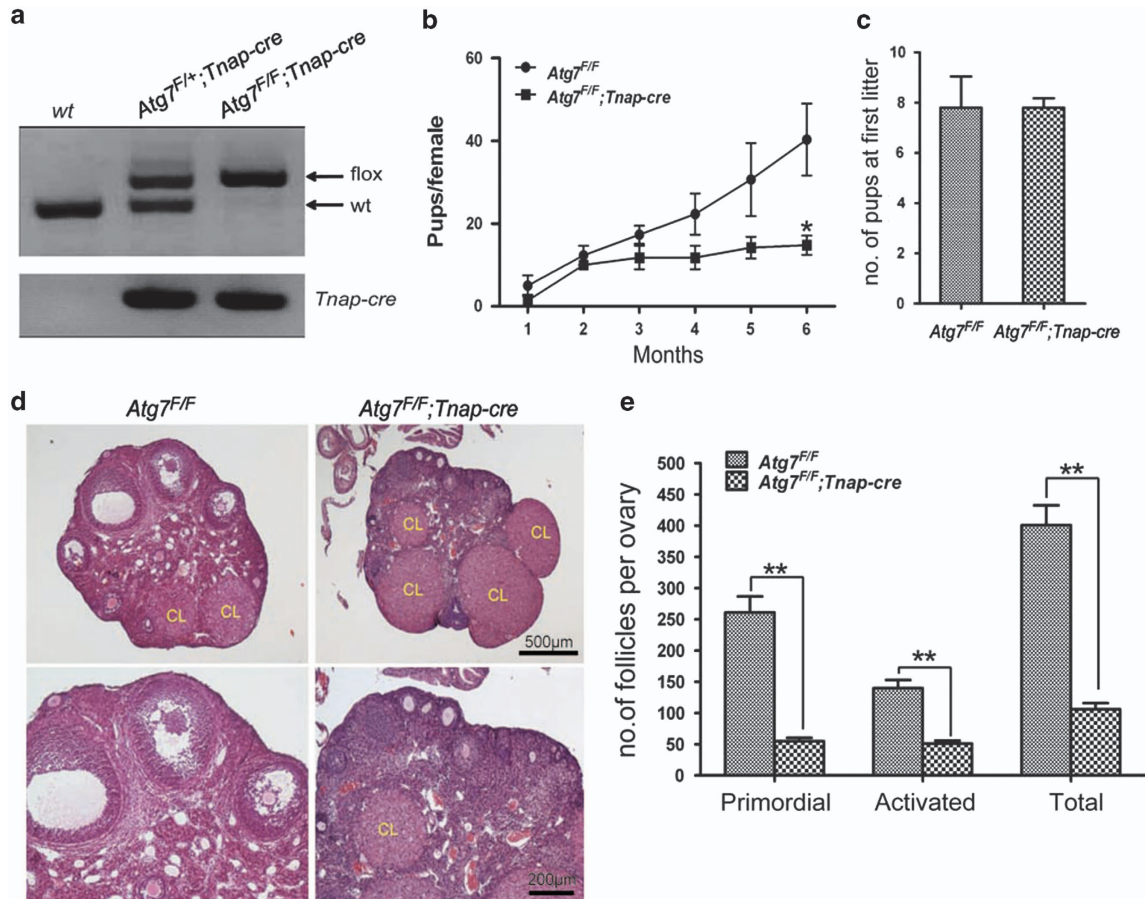 a
wt
Atg7F/+;Tnap-cre
Atg7F/F;Tnap-cre
flox
wt
Tnap-cre
b
60
40
20
0
Pups/female
Atg7F/F
Atg7F/F;Tnap-cre
*
1 2 3 4 5 6
Months
c
10
8
6
4
2
0
no. of pups at first litter
Atg7F/F Atg7F/F;Tnap-cre
d
Atg7F/F
Atg7F/F;Tnap-cre
CL
CL
CL
CL
CL
CL
500µm
CL
200µm
e
Atg7F/F
Atg7F/F;Tnap-cre
500
450
400
350
300
250
200
150
100
50
0
no.of follicles per ovary
**
**
**
Primordial Activated Total